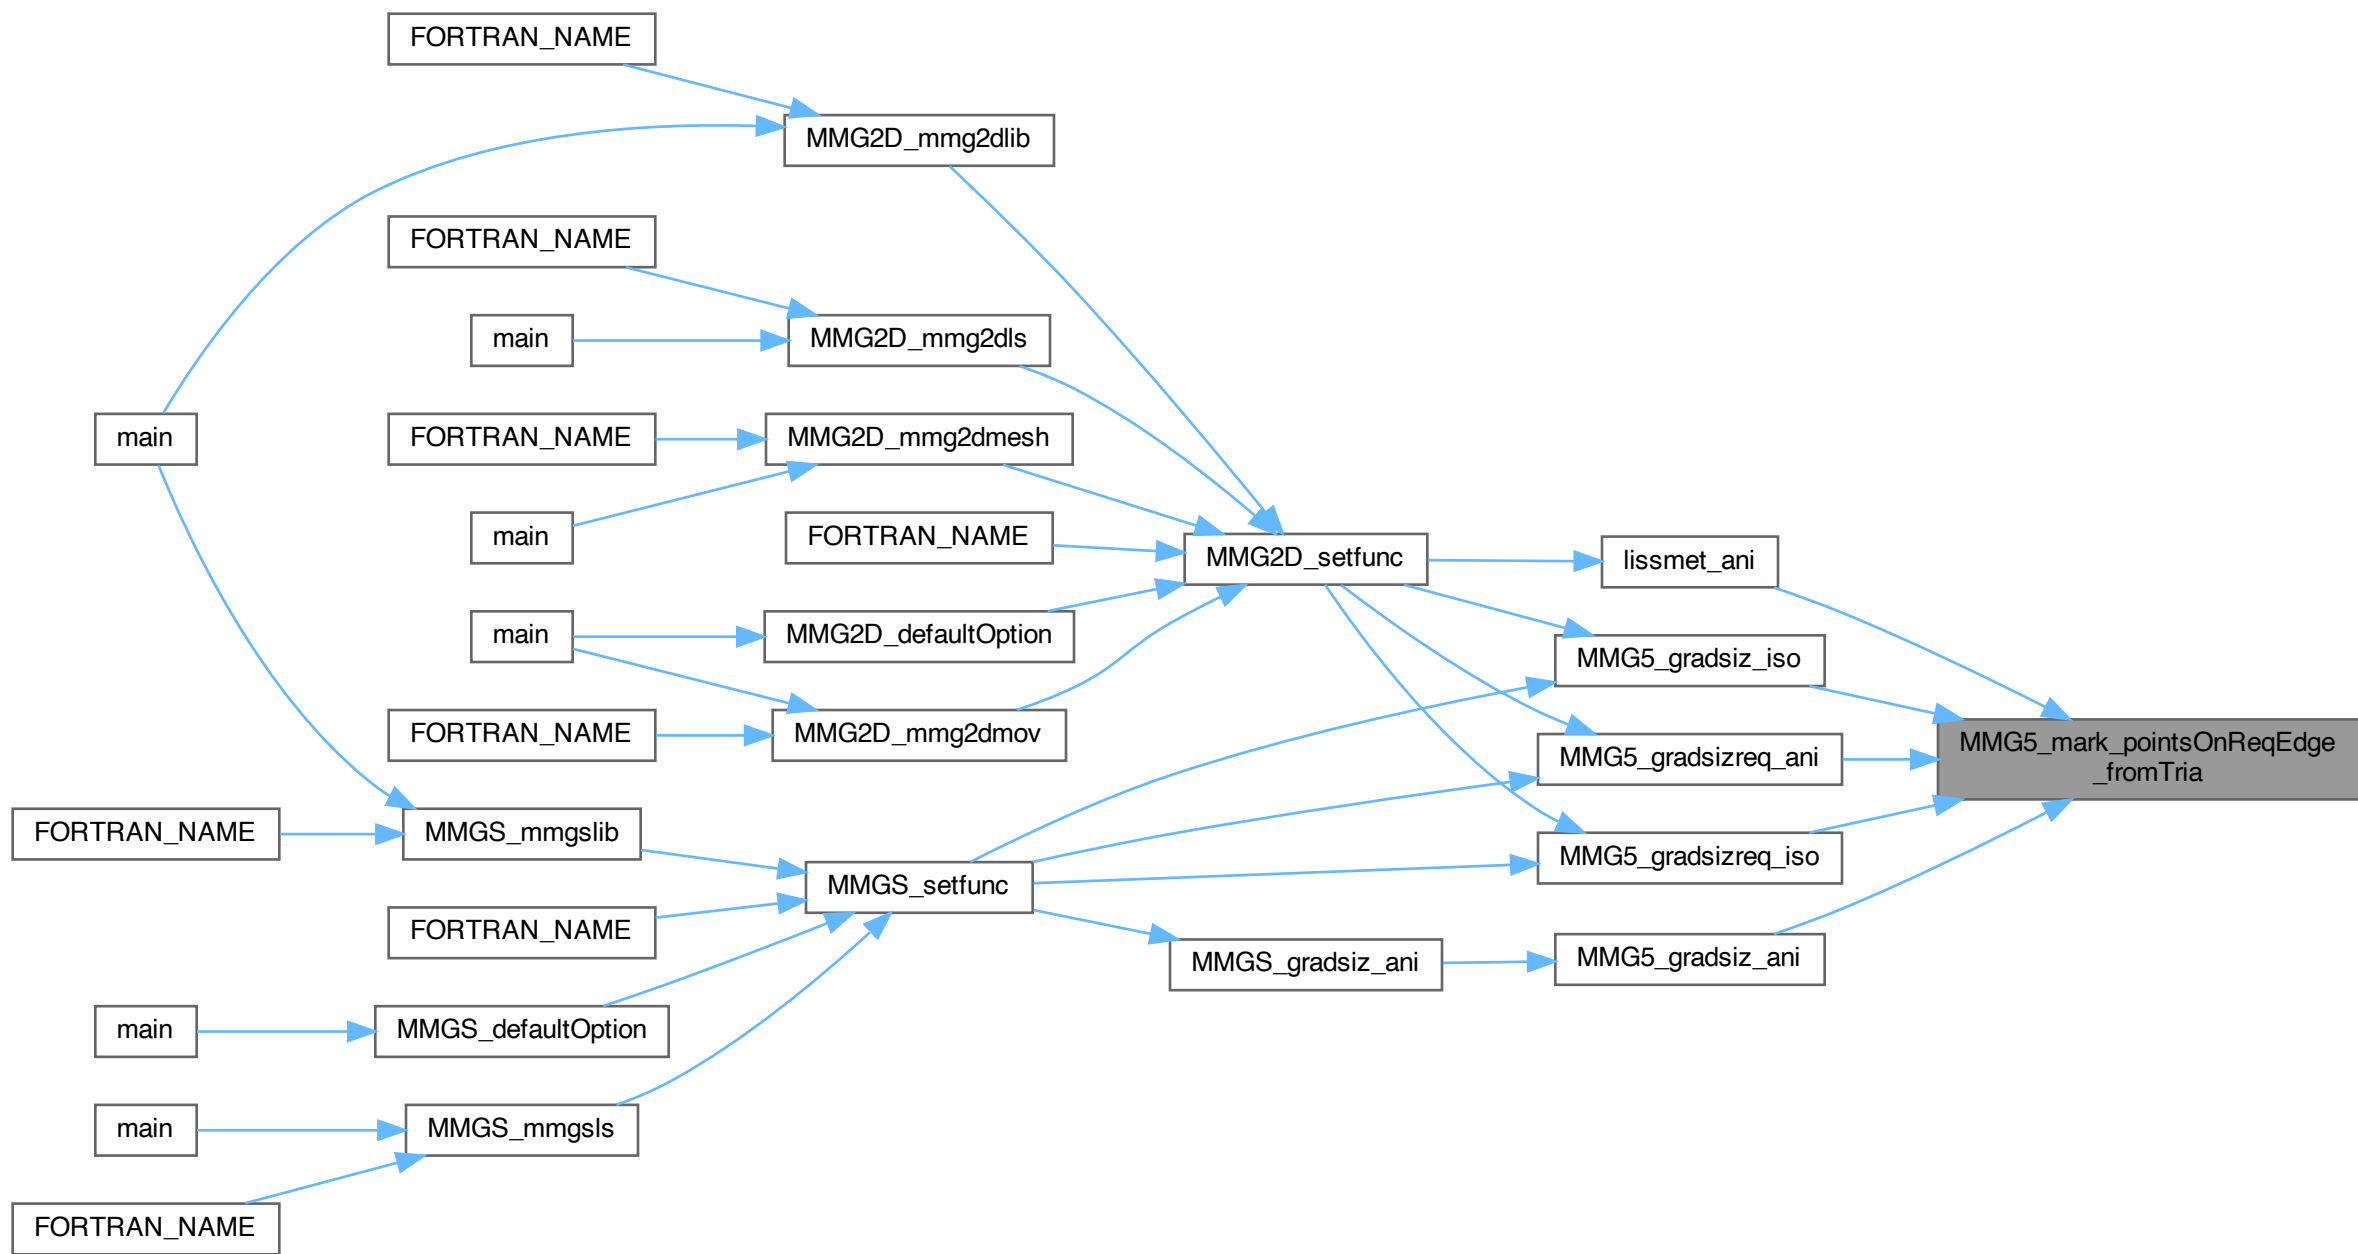 FORTRAN_NAME
MMG2D_mmg2dlib
FORTRAN_NAME
main
MMG2D_mmg2dls
main
FORTRAN_NAME
MMG2D_mmg2dmesh
main
FORTRAN_NAME
MMG2D_setfunc
lissmet_ani
main
MMG2D_defaultOption
MMG5_gradsiz_iso
FORTRAN_NAME
MMG2D_mmg2dmov
MMG5_gradsizreq_ani
MMG5_mark_pointsOnReqEdge
_fromTria
FORTRAN_NAME
MMGS_mmgslib
MMGS_setfunc
MMG5_gradsizreq_iso
FORTRAN_NAME
MMGS_gradsiz_ani
MMG5_gradsiz_ani
main
MMGS_defaultOption
main
MMGS_mmgsls
FORTRAN_NAME